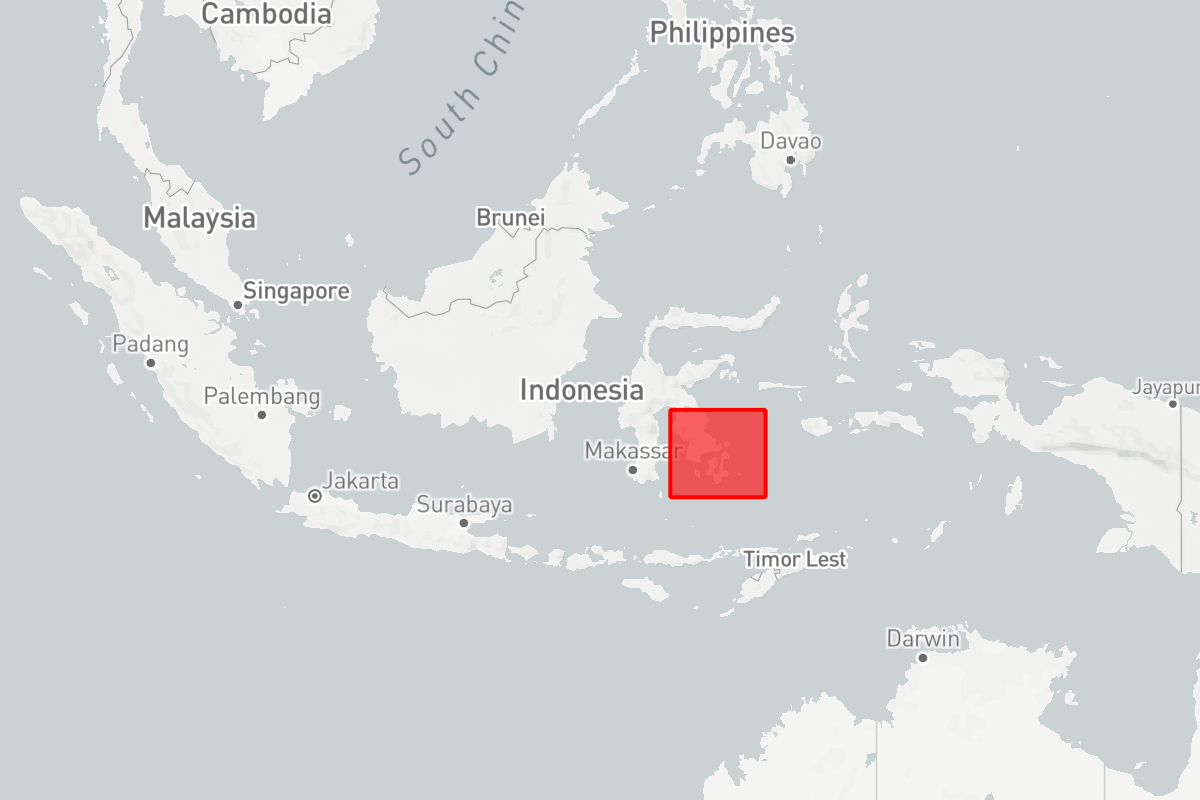 Cambodia
Philippines
South Chin
Davao
Malaysia
Brunei
Singapore
Padang
Indonesia
Jayapur
Palembang
Makassar
Jakarta
Surabaya
Timor Lest
Darwin